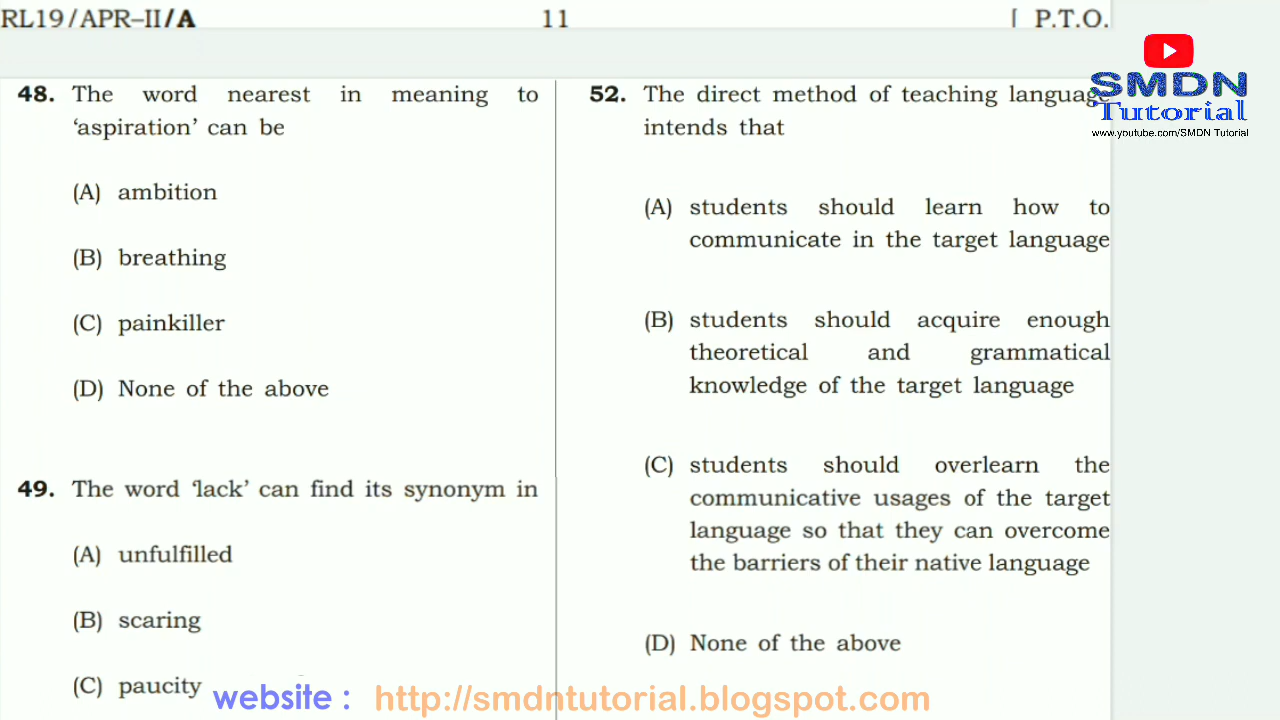 RL19/APR–II/A 11 [ P.T.O.
48. The word nearest in meaning to
‘aspiration’ can be
(A) ambition
(B) breathing
(C) painkiller
(D) None of the above
49. The word ‘lack’ can find its synonym in
(A) unfulfilled
(B) scaring
(C) paucity
52. The direct method of teaching language
intends that
(A) students should learn how to
communicate in the target language
(B) students should acquire enough
theoretical and grammatical
knowledge of the target language
(C) students should overlearn the
communicative usages of the target
language so that they can overcome
the barriers of their native language
(D) None of the above
SMDN
Tutorial
www.youtube.com/SMDN Tutorial
website : http://smdntutorial.blogspot.com